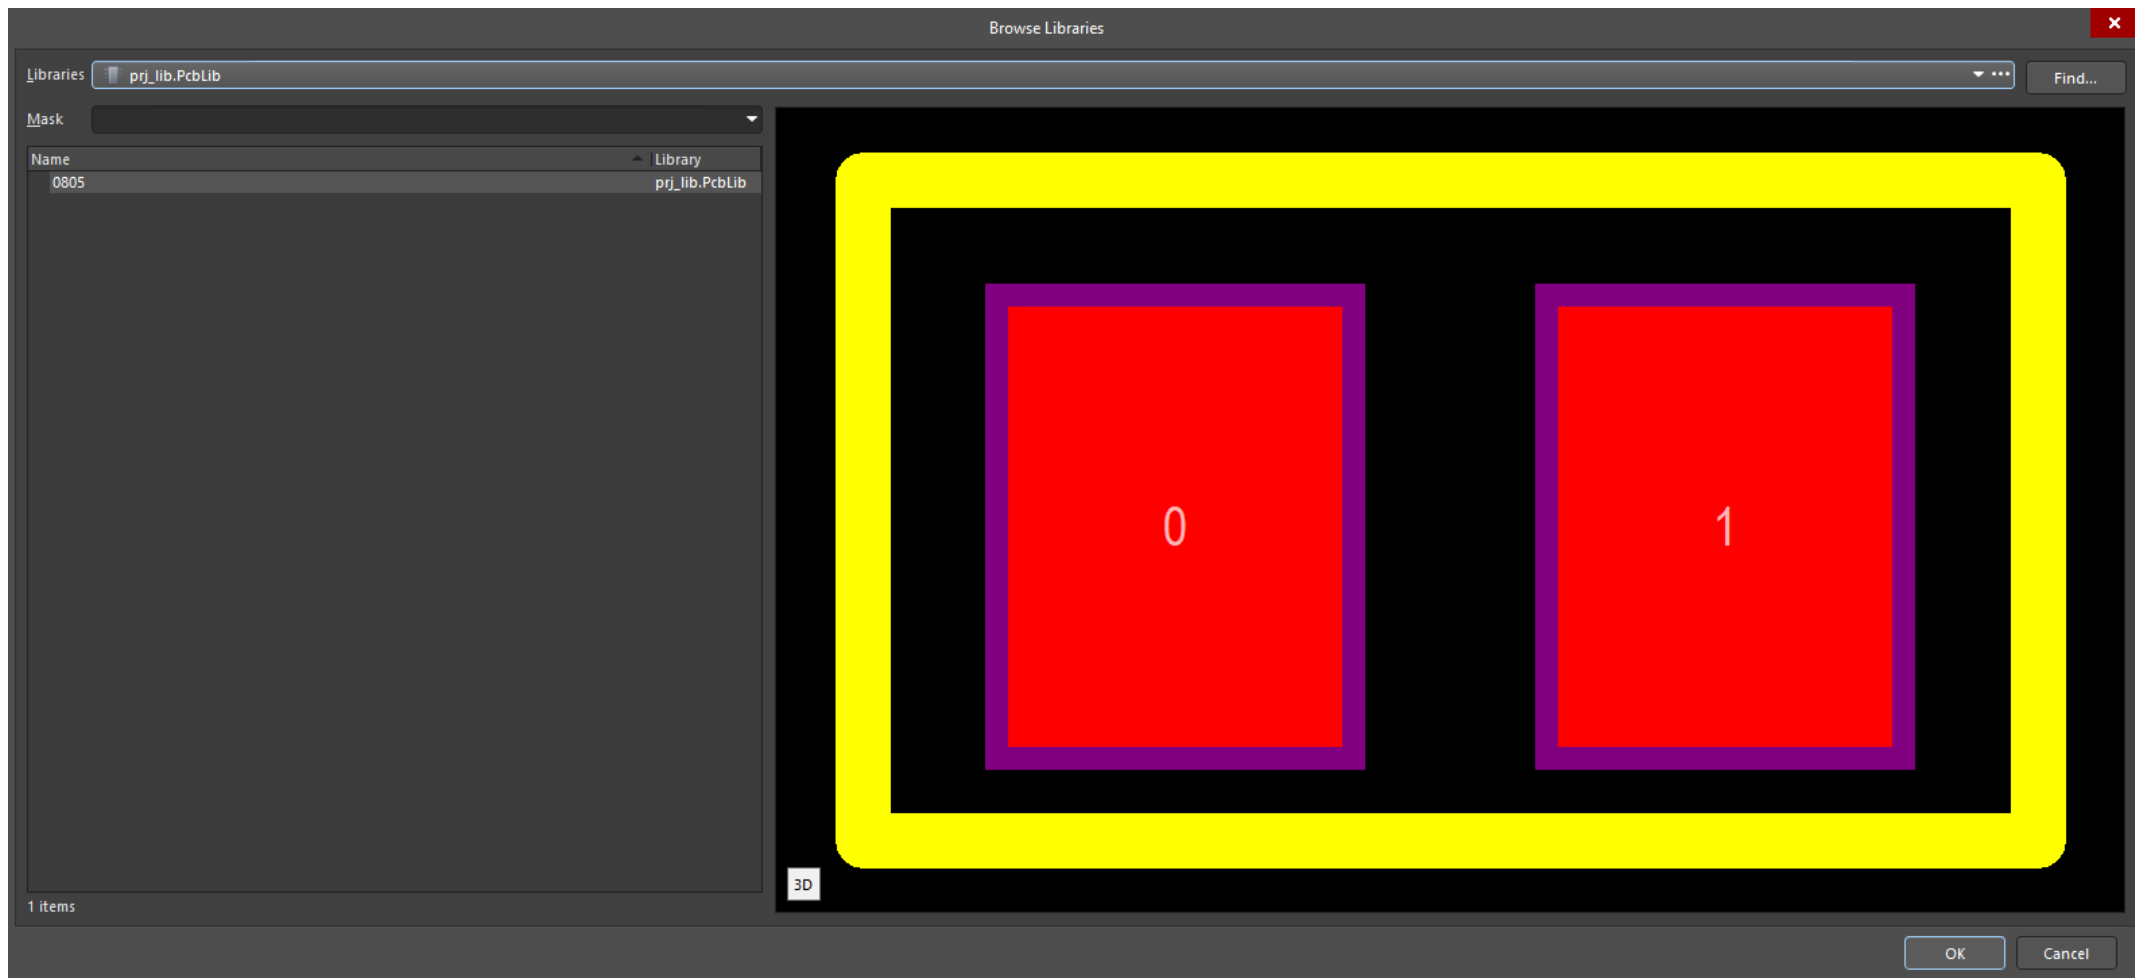 Browse Libraries
Libraries prj_lib.PcbLib Find...
Mask
Name Library
0805 prj_lib.PcbLib
0 1
3D
1 items
OK Cancel